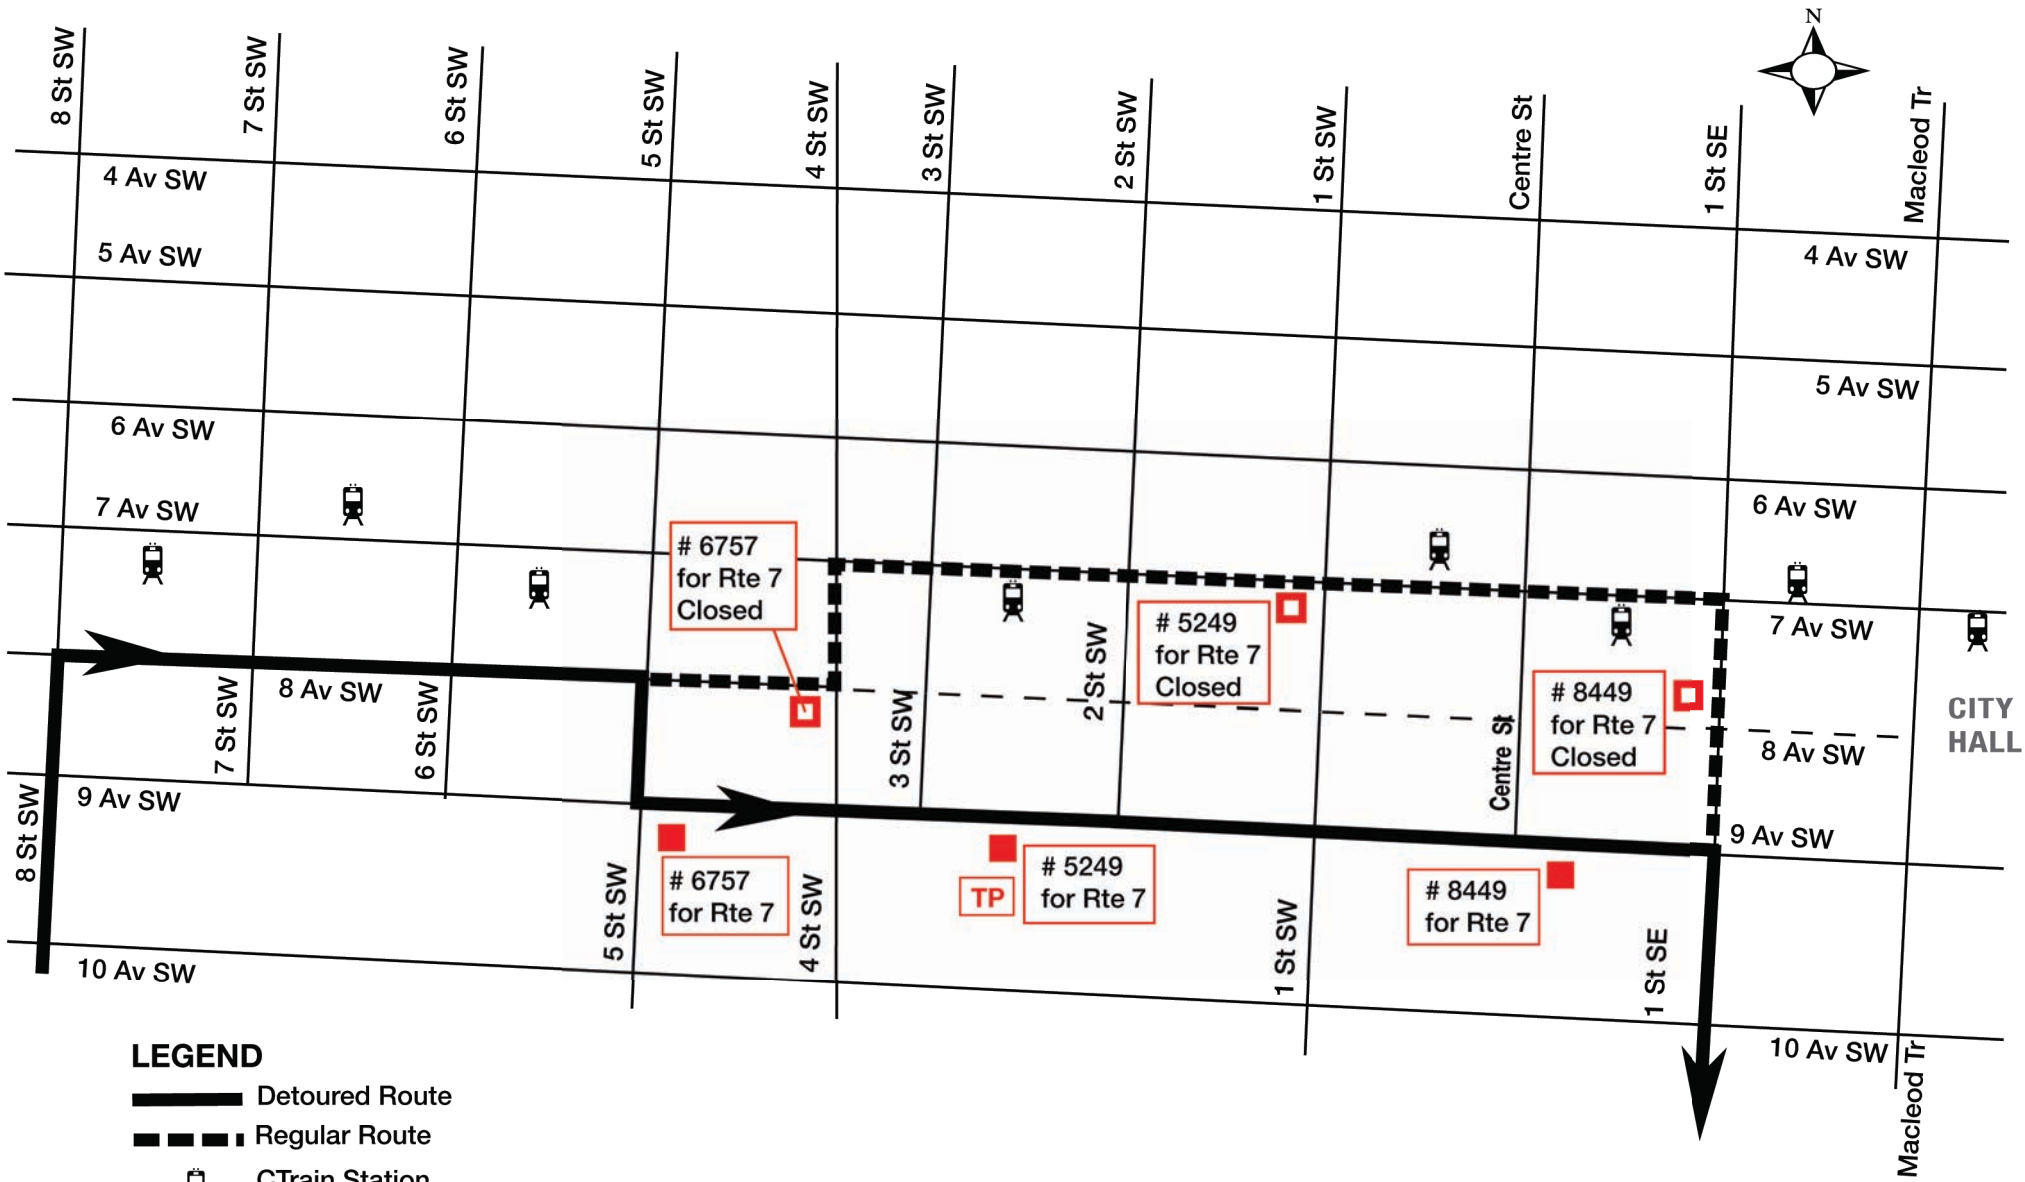 N
8 St SW
7 St SW
6 St SW
5 St SW
4 St SW
3 St SW
2 St SW
1 St SW
Centre St
1 St SE
Macleod Tr
4 Av SW
4 Av SW
5 Av SW
5 Av SW
6 Av SW
6 Av SW
7 Av SW
# 6757
for Rte 7
Closed
# 5249
for Rte 7
Closed
7 Av SW
8 Av SW
7 St SW
6 St SW
3 St SW
2 St SW
Centre St
# 8449
for Rte 7
Closed
8 Av SW
CITY
HALL
9 Av SW
9 Av SW
8 St SW
# 6757
for Rte 7
TP
# 5249
for Rte 7
# 8449
for Rte 7
5 St SW
4 St SW
1 St SW
1 St SE
10 Av SW
10 Av SW
Macleod Tr
LEGEND
Detoured Route
Regular Route
CTrain Station